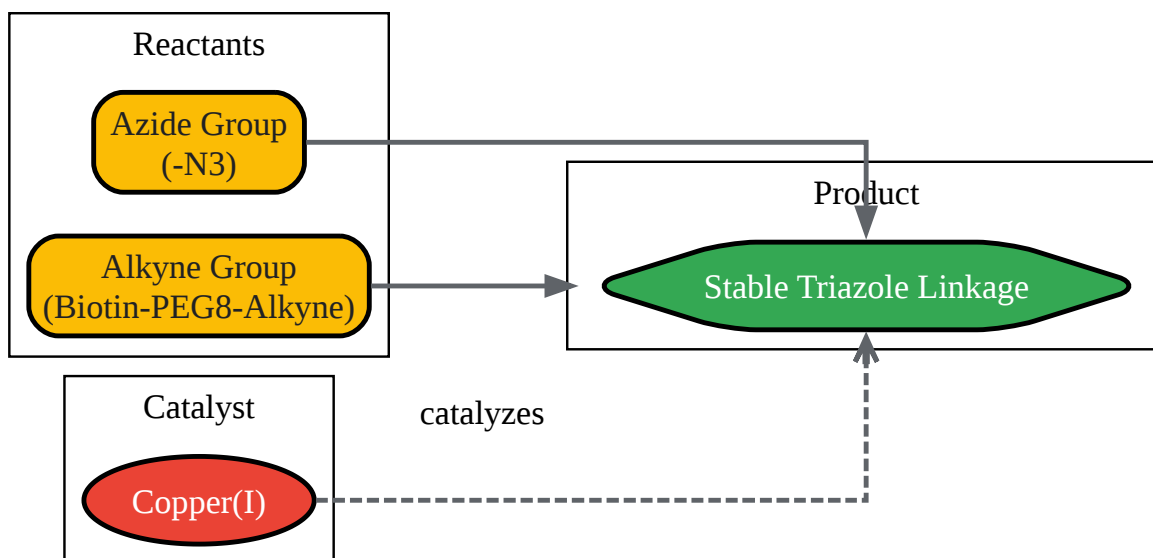 Reactants
Azide Group
(-N3)
Alkyne Group
(Biotin-PEG8-Alkyne)
Product
Stable Triazole Linkage
Catalyst
catalyzes
Copper(I)